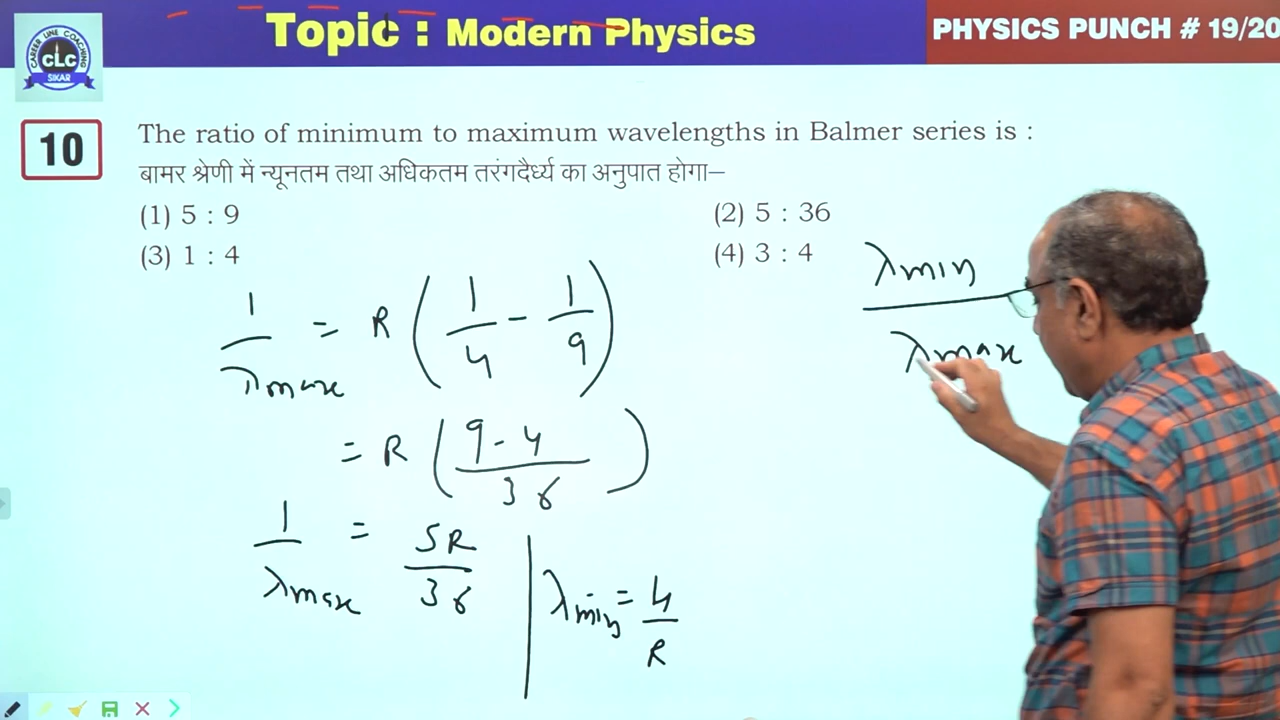 Topic : Modern Physics
PHYSICS PUNCH # 19/20
CAREER LINE COACHING
CLC
SIKAR
10
The ratio of minimum to maximum wavelengths in Balmer series is :
बामर श्रेणी में न्यूनतम तथा अधिकतम तरंगदैर्ध्य का अनुपात होगा–
(1) 5 : 9
(2) 5 : 36
(3) 1 : 4
(4) 3 : 4
1/λmax = R (1/4 - 1/9)
= R (9-4/36)
1/λmax = 5R/36
λmin = 4/R
λmin/λmax